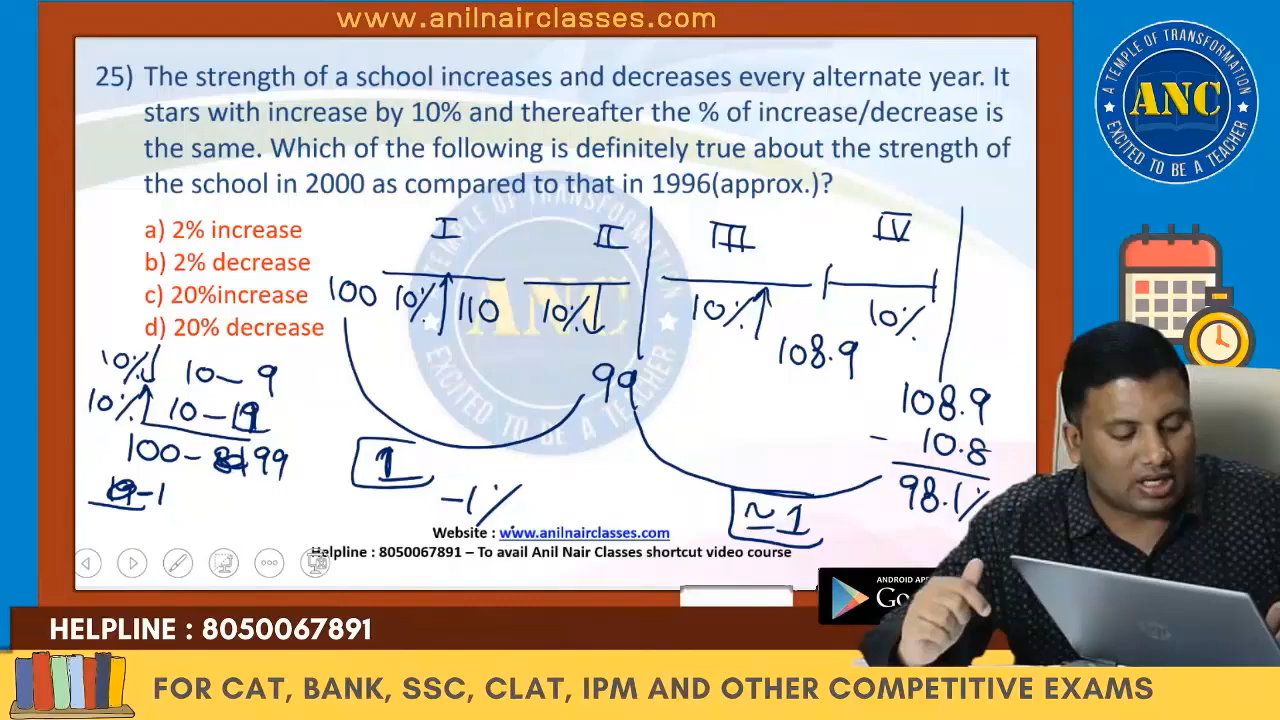 www.anilnairclasses.com
25) The strength of a school increases and decreases every alternate year. It
stars with increase by 10% and thereafter the % of increase/decrease is
the same. Which of the following is definitely true about the strength of
the school in 2000 as compared to that in 1996(approx.)?
a) 2% increase
b) 2% decrease
c) 20%increase
d) 20% decrease
I
II
III
IV
100 10% 110 10%
10% 10%
108.9
99
10% 10 - 9
10% 10 - 11
100 - 99
- 1
1
-1%
108.9
- 10.8
98.1%
≈ 1
Website : www.anilnairclasses.com
Helpline : 8050067891 – To avail Anil Nair Classes shortcut video course
A TEMPLE OF TRANSFORMATION
ANC
EXCITED TO BE A TEACHER
ANDROID APP
Go
HELPLINE : 8050067891
FOR CAT, BANK, SSC, CLAT, IPM AND OTHER COMPETITIVE EXAMS